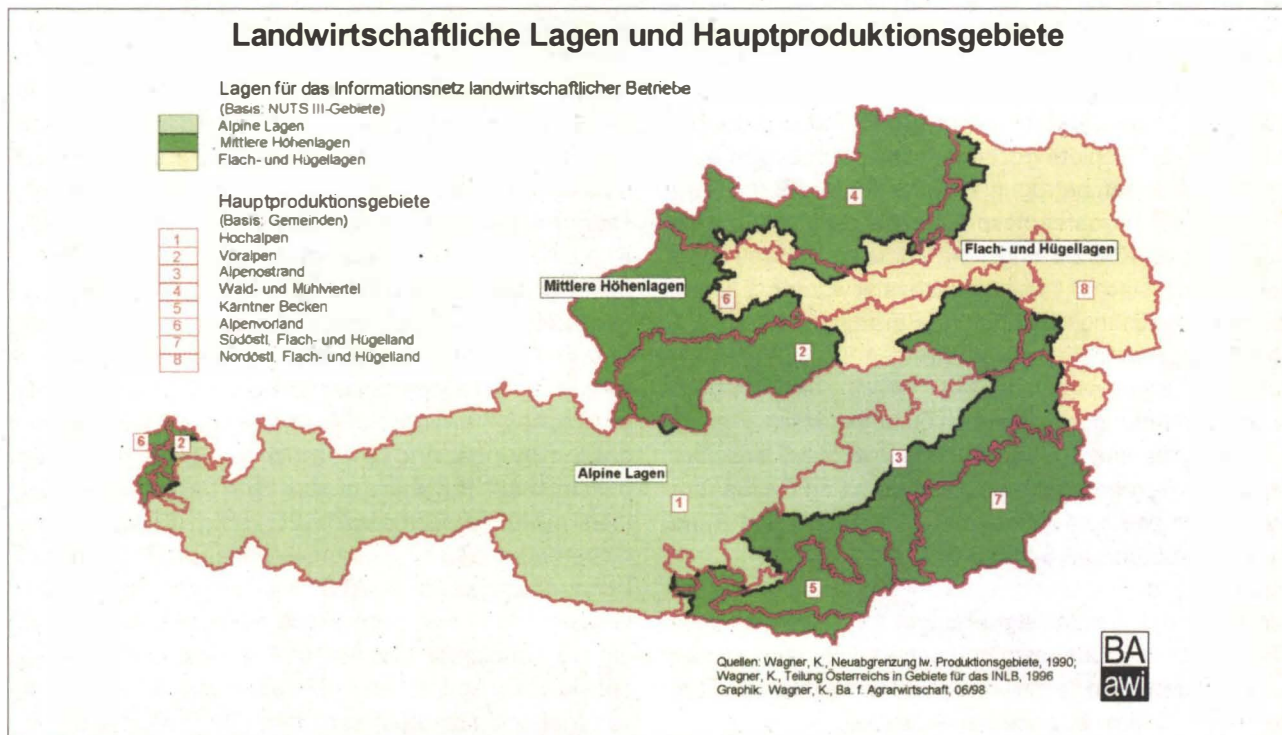 Landwirtschaftliche Lagen und Hauptproduktionsgebiete
Lagen für das Informationsnetz landwirtschaftlicher Betriebe
(Basis: NUTS III-Gebiete)
Alpine Lagen
Mittlere Höhenlagen
Flach- und Hügellagen
Hauptproduktionsgebiete
(Basis: Gemeinden)
1 Hochalpen
2 Voralpen
3 Alpenostrand
4 Wald- und Mühlviertel
5 Kärntner Becken
6 Alpenvorland
7 Südöstl. Flach- und Hügelland
8 Nordöstl. Flach- und Hügelland
4
Flach- und Hügellagen
Mittlere Höhenlagen
6
8
2
6
2
3
Alpine Lagen
1
7
5
Quellen: Wagner, K., Neuabgrenzung lw. Produktionsgebiete, 1990;
Wagner, K., Teilung Österreichs in Gebiete für das INLB, 1996
Graphik: Wagner, K., Ba. f. Agrarwirtschaft, 06/98
BA
awi